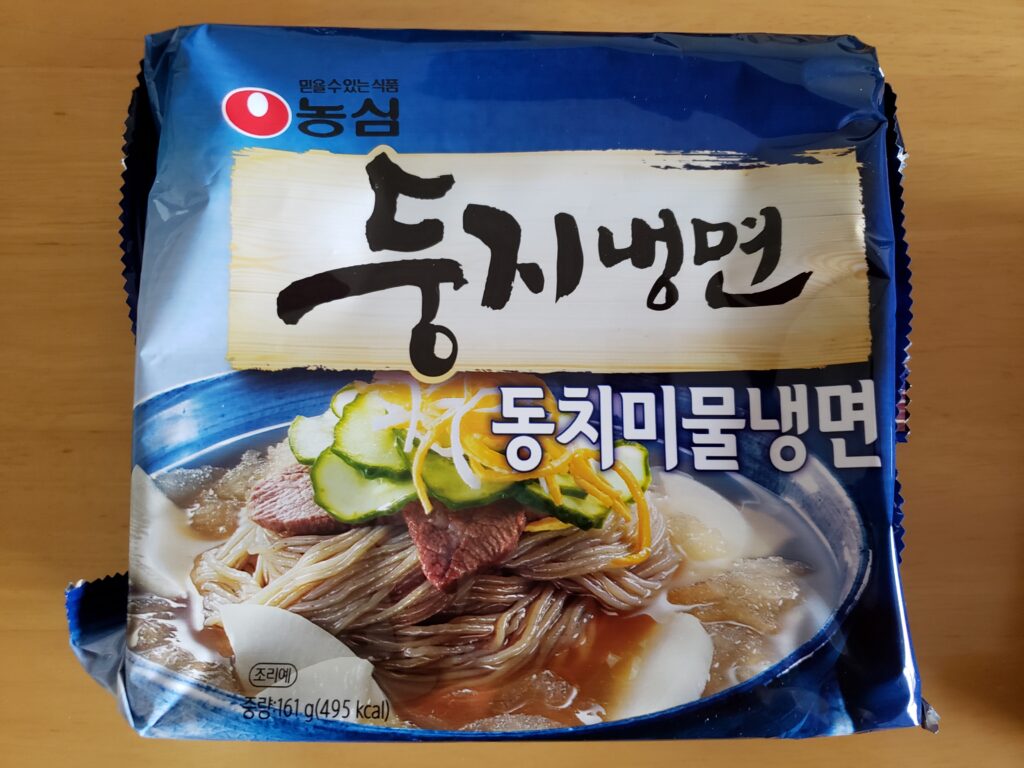 믿을 수 있는 식품
농심
둥지냉면
동치미물냉면
조리예
중량:161 g(495 kcal)